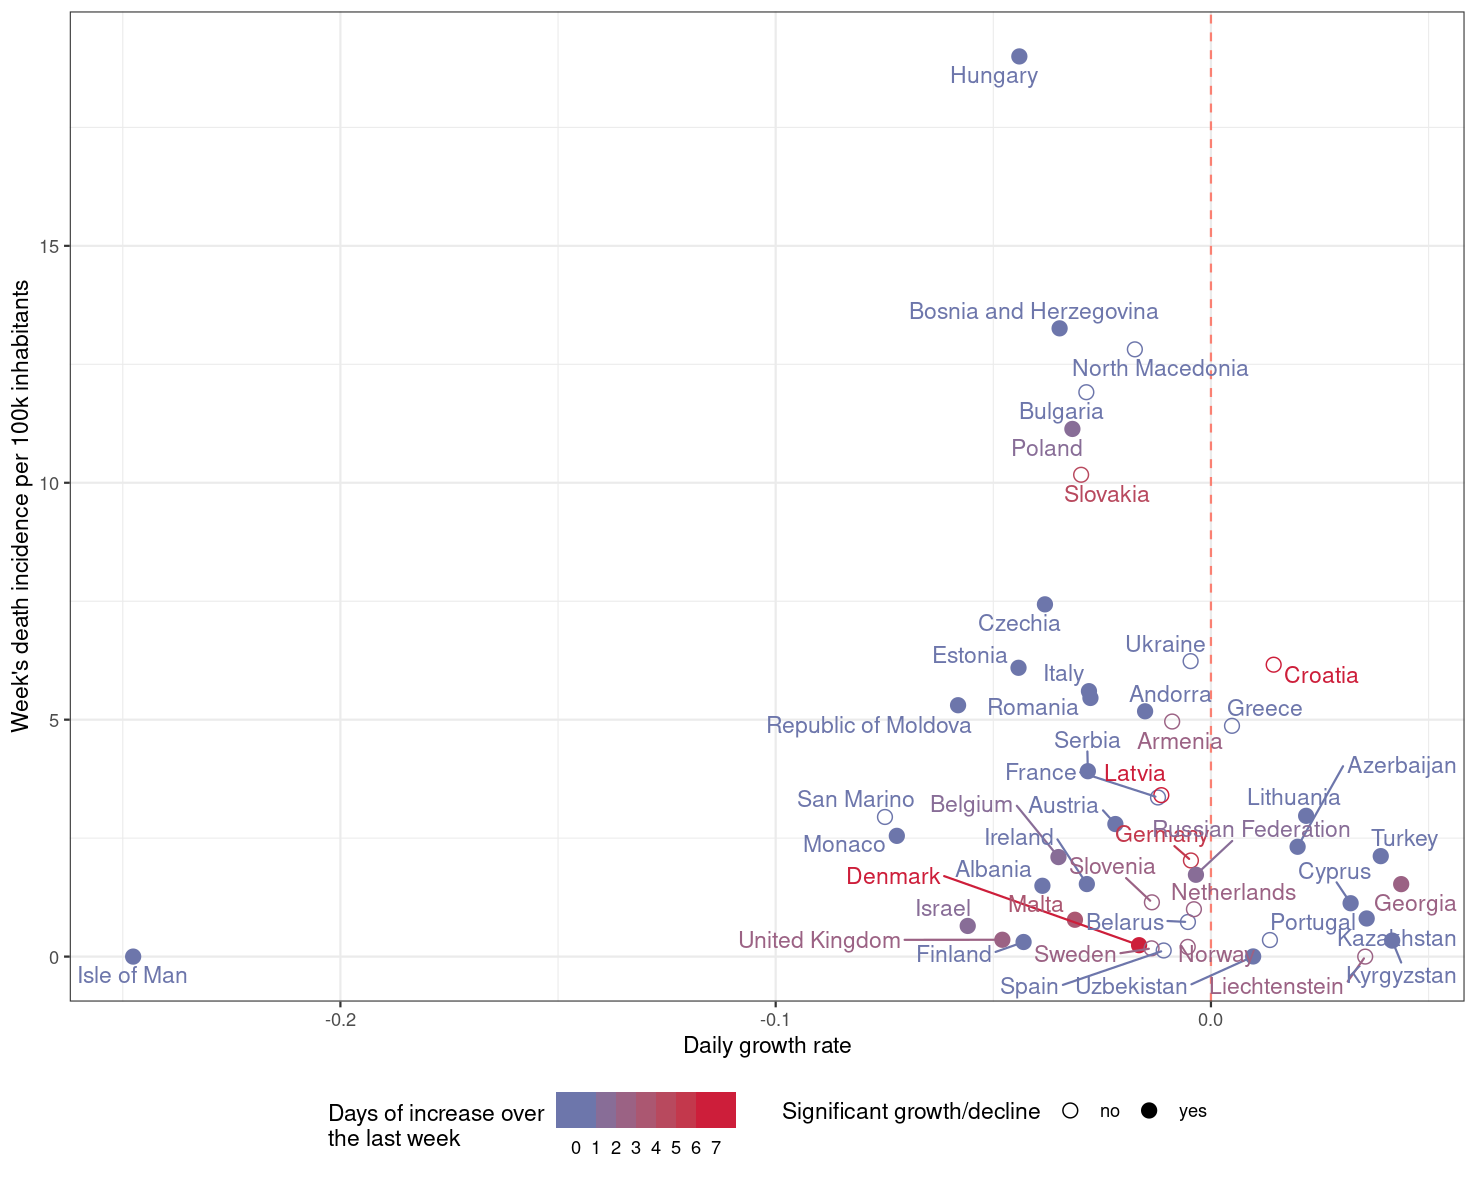 Hungary
15
Bosnia and Herzegovina
North Macedonia
Bulgaria
Poland
10
Slovakia
Week's death incidence per 100k inhabitants
Czechia
Ukraine
Estonia
Italy
Croatia
Andorra
Romania
Greece
5
Republic of Moldova
Serbia
Armenia
Azerbaijan
France
Latvia
San Marino
Lithuania
Belgium
Austria
Russian Federation
Germany
Ireland
Turkey
Monaco
Slovenia
Albania
Cyprus
Denmark
Netherlands
Malta
Georgia
Israel
Belarus
Portugal
United Kingdom
Kazakhstan
Finland
Sweden
Norway
0
Isle of Man
Kyrgyzstan
Spain
Uzbekistan
Liechtenstein
-0.2
-0.1
0.0
Daily growth rate
Days of increase over
the last week
0 1 2 3 4 5 6 7
Significant growth/decline
no
yes